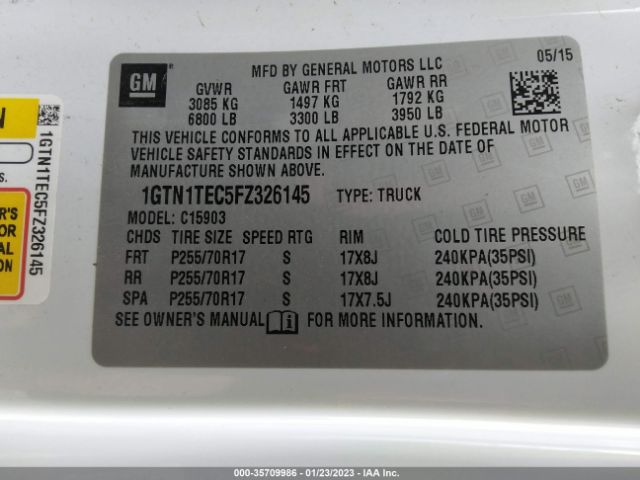 GM
MFD BY GENERAL MOTORS LLC
05/15
GVWR GAWR FRT GAWR RR
3085 KG 1497 KG 1792 KG
6800 LB 3300 LB 3950 LB
THIS VEHICLE CONFORMS TO ALL APPLICABLE U.S. FEDERAL MOTOR
VEHICLE SAFETY STANDARDS IN EFFECT ON THE DATE OF
MANUFACTURE SHOWN ABOVE.
1GTN1TEC5FZ326145 TYPE: TRUCK
MODEL: C15903
CHDS TIRE SIZE SPEED RTG RIM COLD TIRE PRESSURE
FRT P255/70R17 S 17X8J 240KPA(35PSI)
RR P255/70R17 S 17X8J 240KPA(35PSI)
SPA P255/70R17 S 17X7.5J 240KPA(35PSI)
SEE OWNER'S MANUAL FOR MORE INFORMATION.
N
s.
R'S
OR
AL
ON
1GTN1TEC5FZ326145
000- 35709986 - 01/23/2023 - IAA Inc.